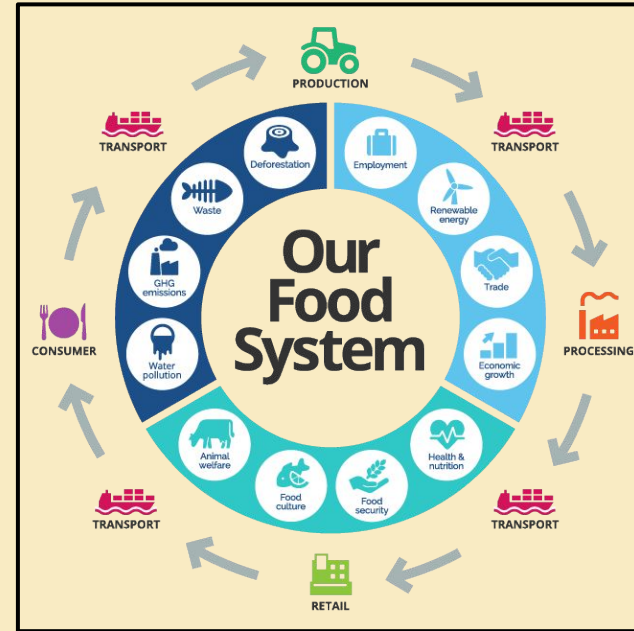 PRODUCTION
TRANSPORT
TRANSPORT
Deforestation
Employment
Waste
Renewable
energy
Our
Food
System
GHG
emissions
Trade
CONSUMER
PROCESSING
Water
pollution
Economic
growth
Animal
welfare
Health &
nutrition
Food
culture
Food
security
TRANSPORT
TRANSPORT
RETAIL